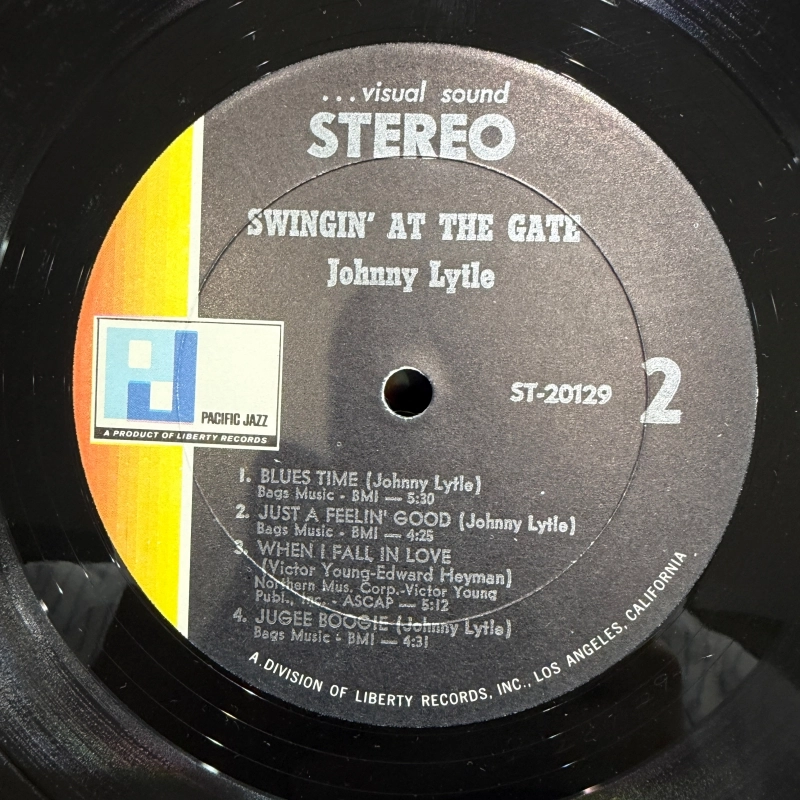 ...visual sound
STEREO
SWINGIN' AT THE GATE
Johnny Lytle
ST-20129
2
PJ
PACIFIC JAZZ
A PRODUCT OF LIBERTY RECORDS
1. BLUES TIME (Johnny Lytle)
Bags Music - BMI — 5:30
2. JUST A FEELIN' GOOD (Johnny Lytle)
Bags Music - BMI — 4:25
3. WHEN I FALL IN LOVE
(Victor Young-Edward Heyman)
Northern Mus. Corp.-Victor Young
Publ., Inc. - ASCAP — 5:12
4. JUGEE BOOGIE (Johnny Lytle)
Bags Music - BMI — 4:31
A DIVISION OF LIBERTY RECORDS, INC., LOS ANGELES, CALIFORNIA